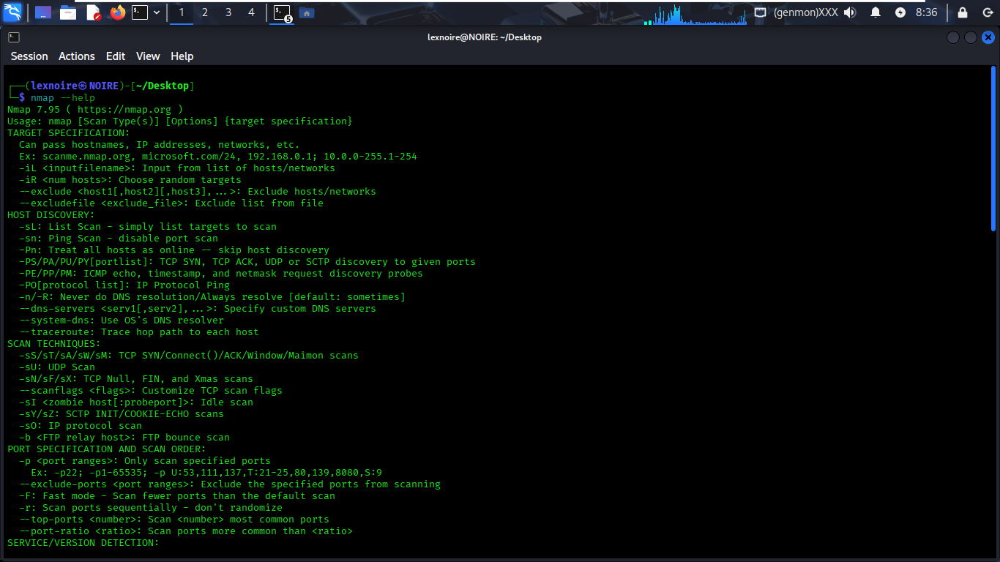 1 2 3 4 5 (genmon)XXX 8:36
lexnoire@NOIRE: ~/Desktop
Session Actions Edit View Help
┌──(lexnoire㉿NOIRE)-[~/Desktop]
└─$ nmap --help
Nmap 7.95 ( https://nmap.org )
Usage: nmap [Scan Type(s)] [Options] {target specification}
TARGET SPECIFICATION:
  Can pass hostnames, IP addresses, networks, etc.
  Ex: scanme.nmap.org, microsoft.com/24, 192.168.0.1; 10.0.0-255.1-254
  -iL <inputfilename>: Input from list of hosts/networks
  -iR <num hosts>: Choose random targets
  --exclude <host1[,host2][,host3],...>: Exclude hosts/networks
  --excludefile <exclude_file>: Exclude list from file
HOST DISCOVERY:
  -sL: List Scan - simply list targets to scan
  -sn: Ping Scan - disable port scan
  -Pn: Treat all hosts as online -- skip host discovery
  -PS/PA/PU/PY[portlist]: TCP SYN, TCP ACK, UDP or SCTP discovery to given ports
  -PE/PP/PM: ICMP echo, timestamp, and netmask request discovery probes
  -PO[protocol list]: IP Protocol Ping
  -n/-R: Never do DNS resolution/Always resolve [default: sometimes]
  --dns-servers <serv1[,serv2],...>: Specify custom DNS servers
  --system-dns: Use OS's DNS resolver
  --traceroute: Trace hop path to each host
SCAN TECHNIQUES:
  -sS/sT/sA/sW/sM: TCP SYN/Connect()/ACK/Window/Maimon scans
  -sU: UDP Scan
  -sN/sF/sX: TCP Null, FIN, and Xmas scans
  --scanflags <flags>: Customize TCP scan flags
  -sI <zombie host[:probeport]>: Idle scan
  -sY/sZ: SCTP INIT/COOKIE-ECHO scans
  -sO: IP protocol scan
  -b <FTP relay host>: FTP bounce scan
PORT SPECIFICATION AND SCAN ORDER:
  -p <port ranges>: Only scan specified ports
    Ex: -p22; -p1-65535; -p U:53,111,137,T:21-25,80,139,8080,S:9
  --exclude-ports <port ranges>: Exclude the specified ports from scanning
  -F: Fast mode - Scan fewer ports than the default scan
  -r: Scan ports sequentially - don't randomize
  --top-ports <number>: Scan <number> most common ports
  --port-ratio <ratio>: Scan ports more common than <ratio>
SERVICE/VERSION DETECTION: